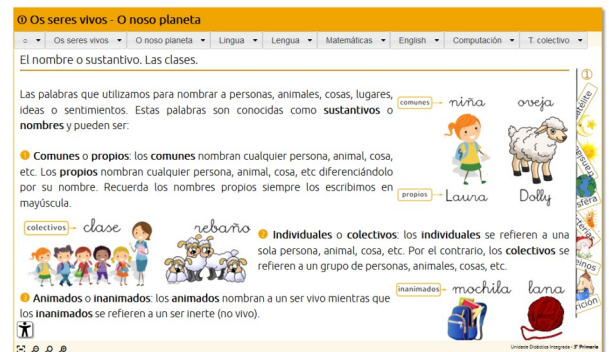 ① Os seres vivos - O noso planeta
Os seres vivos
O noso planeta
Lingua
Lengua
Matemáticas
English
Computación
T. colectivo
El nombre o sustantivo. Las clases.
Las palabras que utilizamos para nombrar a personas, animales, cosas, lugares,
ideas o sentimientos. Estas palabras son conocidas como sustantivos o
nombres y pueden ser:
comunes
niña
oveja
❶ Comunes o propios: los comunes nombran cualquier persona, animal, cosa,
etc. Los propios nombran cualquier persona, animal, cosa, etc diferenciándolo
por su nombre. Recuerda los nombres propios siempre los escribimos en
mayúscula.
propios
Laura
Dolly
colectivos
clase
rebaño
❷ Individuales o colectivos: los individuales se refieren a una
sola persona, animal, cosa, etc. Por el contrario, los colectivos se
refieren a un grupo de personas, animales, cosas, etc.
❸ Animados o inanimados: los animados nombran a un ser vivo mientras que
los inanimados se refieren a un ser inerte (no vivo).
inanimados
mochila
lana
①
Unidade Didáctica Integrada - 3º Primaria